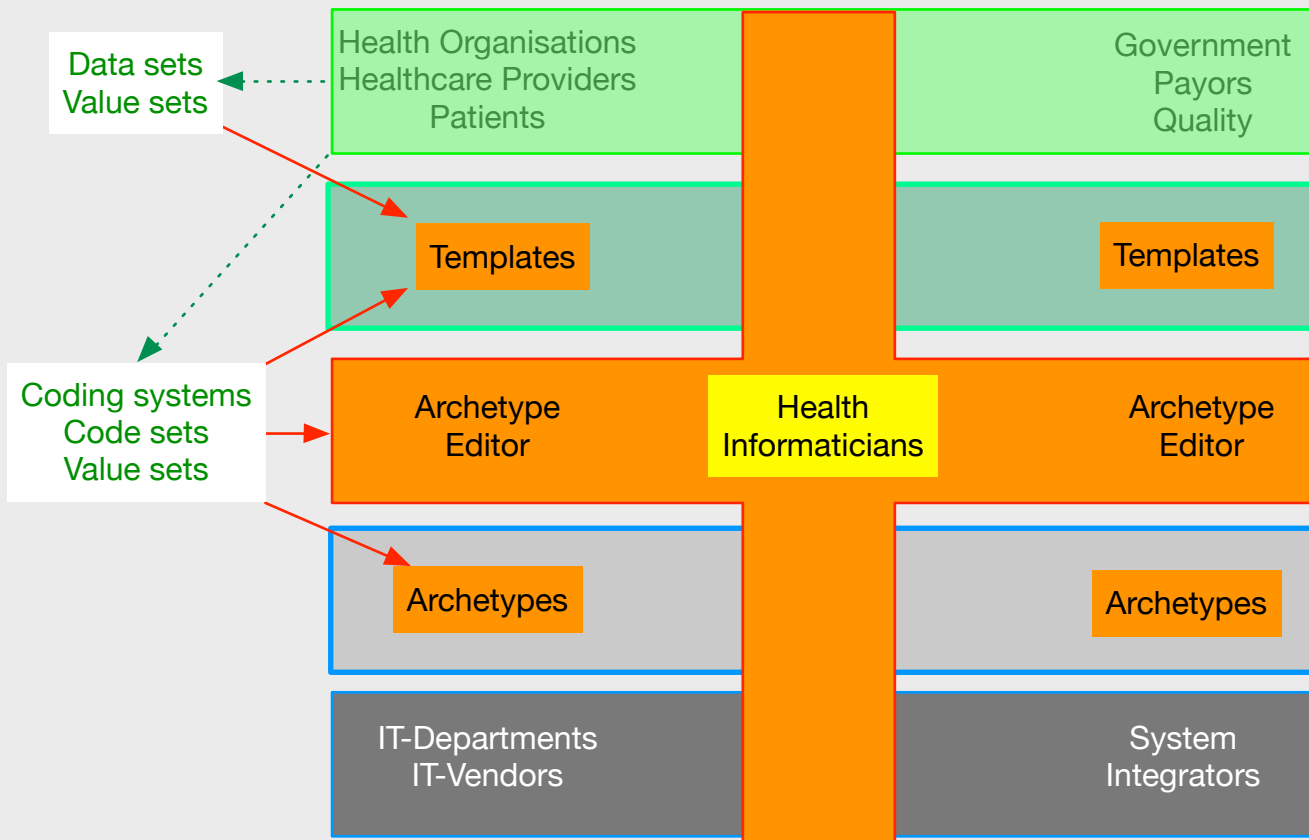 Data sets
Value sets
Health Organisations
Healthcare Providers
Patients
Government
Payors
Quality
Templates
Templates
Coding systems
Code sets
Value sets
Archetype
Editor
Health
Informaticians
Archetype
Editor
Archetypes
Archetypes
IT-Departments
IT-Vendors
System
Integrators